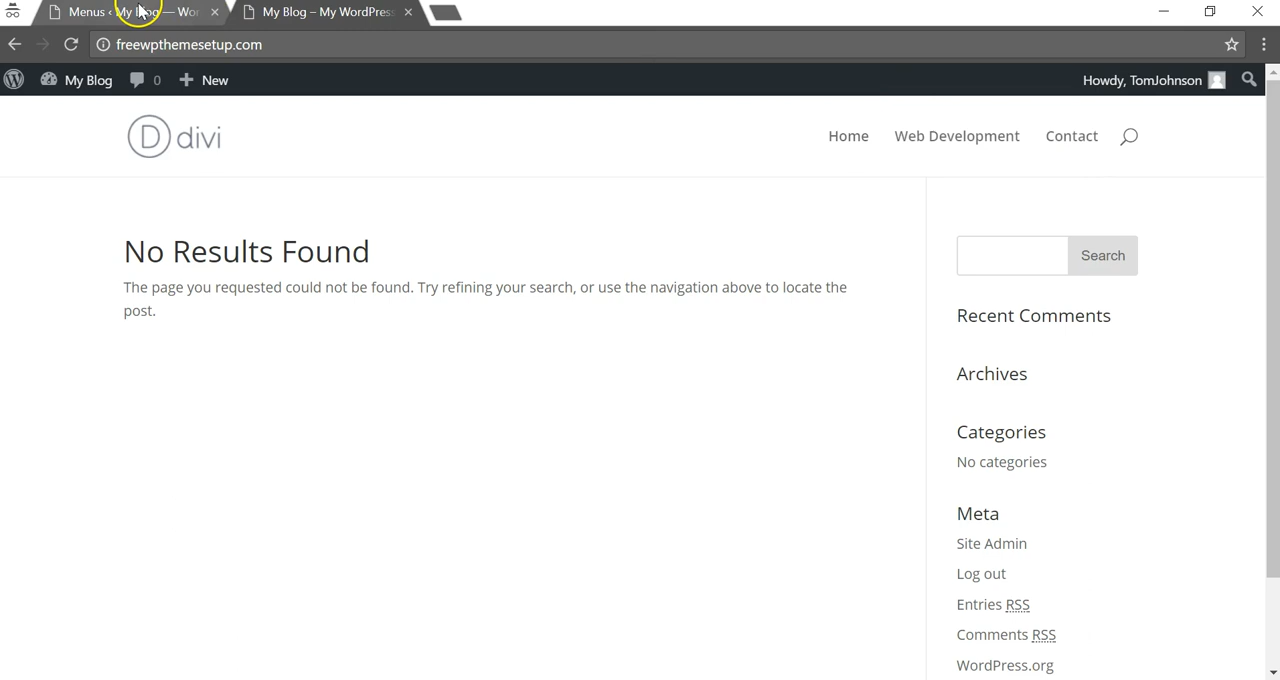 Menus ‹ My Blog — Wor
My Blog – My WordPress
freewpthemesetup.com
My Blog 0 New Howdy, TomJohnson
D divi Home Web Development Contact
No Results Found
The page you requested could not be found. Try refining your search, or use the navigation above to locate the
post.
Search
Recent Comments
Archives
Categories
No categories
Meta
Site Admin
Log out
Entries RSS
Comments RSS
WordPress.org